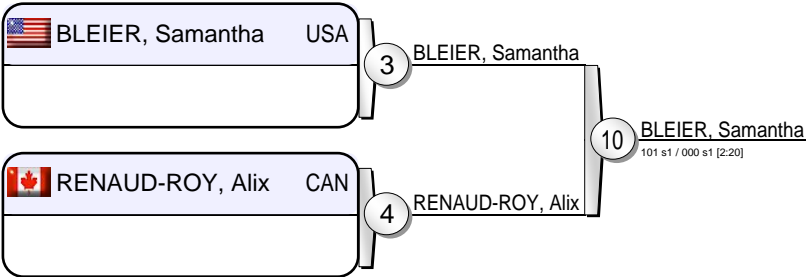 BLEIER, Samantha USA
3
BLEIER, Samantha
10
BLEIER, Samantha
101 s1 / 000 s1 [2:20]
RENAUD-ROY, Alix CAN
4
RENAUD-ROY, Alix